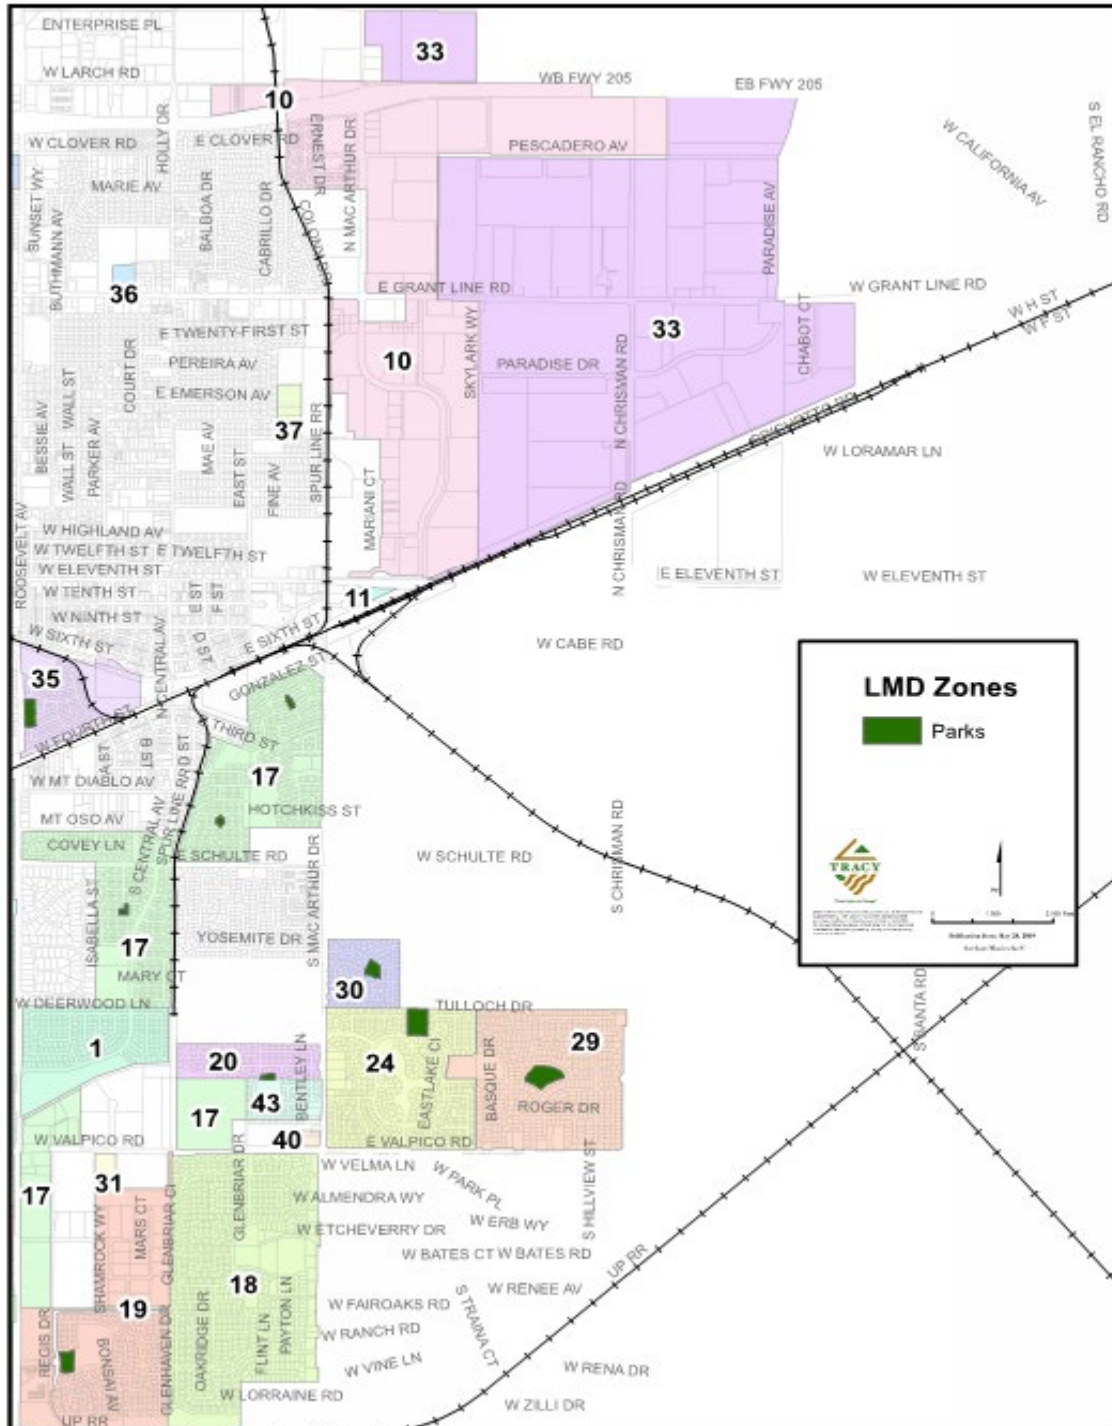 ENTERPRISE PL
33
W LARCH RD
WB FWY 205
EB FWY 205
10
S EL RANCHO RD
HOLLY DR
ERNEST DR
N MAC ARTHUR DR
W CLOVER RD
E CLOVER RD
PESCADERO AV
W CALIFORNIA AV
MARIE AV
SUNSET WY
BUTHMANN AV
BALBOA DR
CABRILLO DR
PARADISE AV
36
E GRANT LINE RD
W GRANT LINE RD
W H ST
W F ST
E TWENTY-FIRST ST
SKYLARK WY
33
CHABOT CT
PEREIRA AV
10
PARADISE DR
N CHRISMAN RD
COURT DR
WALL ST
E EMERSON AV
37
BESSIE AV
WALL ST
PARKER AV
MAE AV
EAST ST
FINE AV
SPUR LINE RR
W LORAMAR LN
MARIANI CT
W HIGHLAND AV
W TWELFTH ST
E TWELFTH ST
ROOSEVELT AV
N CHRISMAN RD
W ELEVENTH ST
E ELEVENTH ST
W ELEVENTH ST
W TENTH ST
E ST
F ST
11
W NINTH ST
W SIXTH ST
E SIXTH ST
W CABE RD
N CENTRAL AV
D ST
35
GONZALEZ ST
LMD Zones
Parks
W FOURTH ST
THIRD ST
A ST
B ST
W MT DIABLO AV
17
SPUR LINE RR
D ST
HOTCHKISS ST
MT OSO AV
COVEY LN
S CENTRAL AV
E SCHULTE RD
W SCHULTE RD
S MAC ARTHUR DR
S CHRISMAN RD
TRACY
ISABELLA ST
17
YOSEMITE DR
MARY CT
30
S BANTA RD
W DEERWOOD LN
TULLOCH DR
1
20
24
29
BENTLEY LN
EASTLAKE CI
BASQUE DR
17
43
ROGER DR
W VALPICO RD
40
E VALPICO RD
GLENBRIAR DR
W VELMA LN
S HILLVIEW ST
17
31
W PARK PL
W ALMENDRA WY
MARS CT
GLENBRIAR CI
W ETCHEVERRY DR
W ERB WY
SHAMROCK WY
W BATES CT
W BATES RD
UP RR
18
W RENEE AV
19
W FAIROAKS RD
S TRAINA CT
PAYTON LN
FLINT LN
OAKRIDGE DR
GLENHAVEN DR
REGIS DR
BONSAI AV
W RANCH RD
W VINE LN
W RENA DR
W LORRAINE RD
W ZILLI DR
UP RR